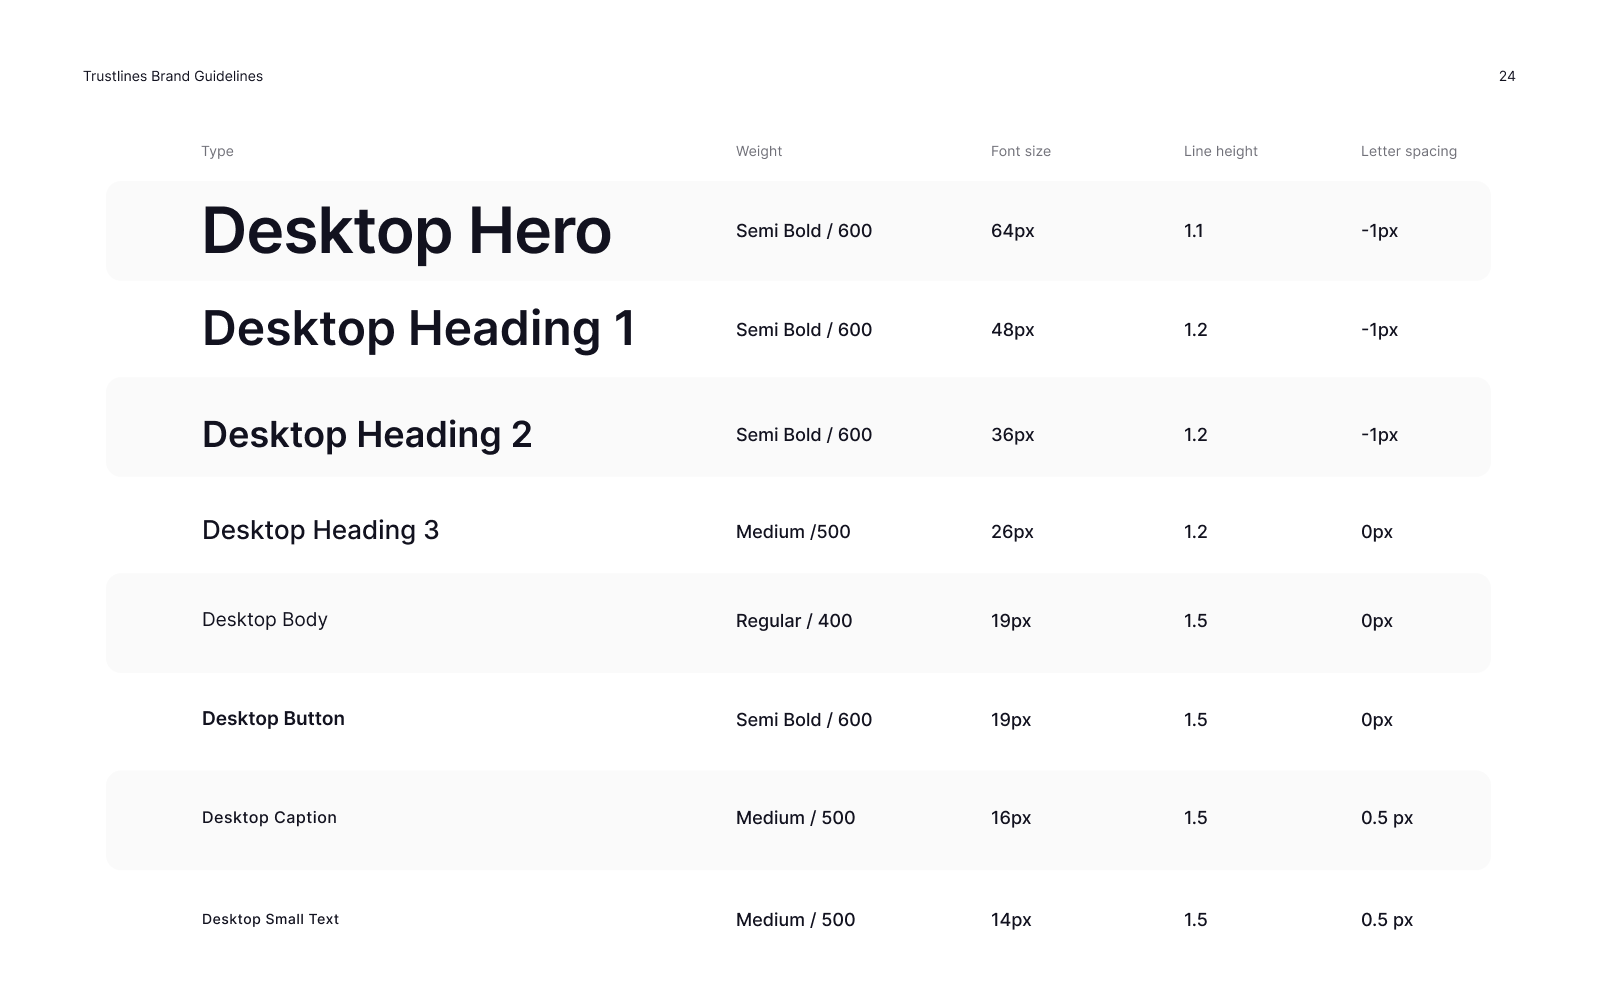 Trustlines Brand Guidelines 24
Type Weight Font size Line height Letter spacing
Desktop Hero Semi Bold / 600 64px 1.1 -1px
Desktop Heading 1 Semi Bold / 600 48px 1.2 -1px
Desktop Heading 2 Semi Bold / 600 36px 1.2 -1px
Desktop Heading 3 Medium /500 26px 1.2 0px
Desktop Body Regular / 400 19px 1.5 0px
Desktop Button Semi Bold / 600 19px 1.5 0px
Desktop Caption Medium / 500 16px 1.5 0.5 px
Desktop Small Text Medium / 500 14px 1.5 0.5 px